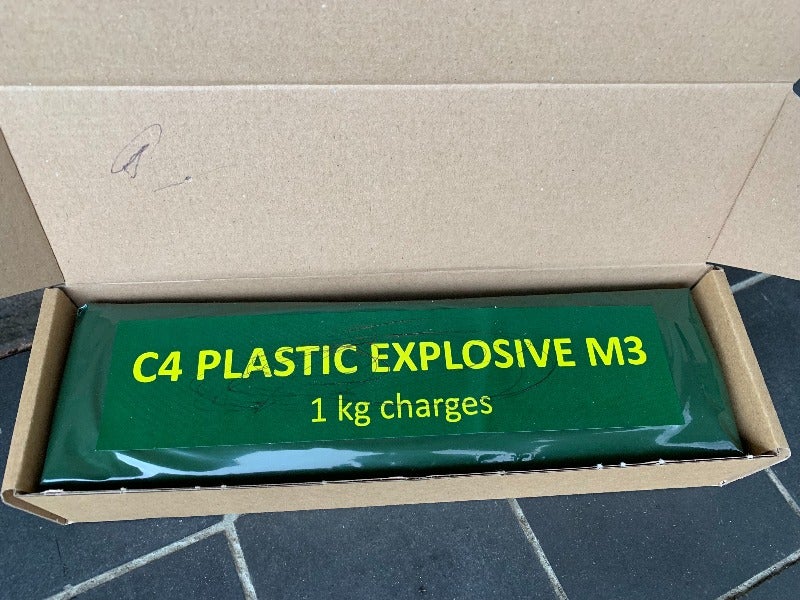 C4 PLASTIC EXPLOSIVE M3
1 kg charges